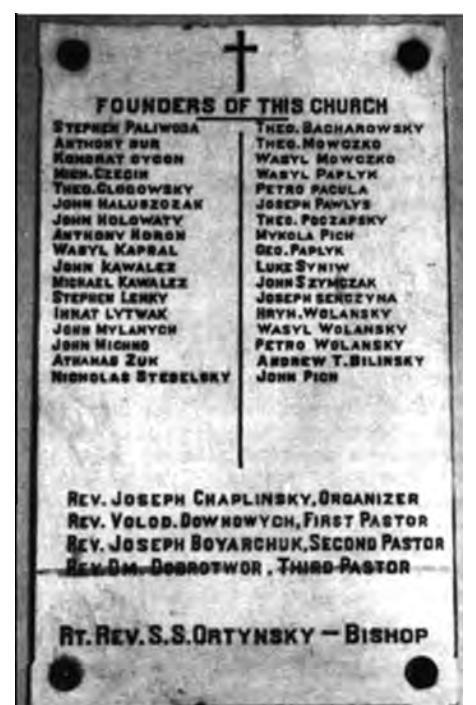 FOUNDERS OF THIS CHURCH
STEPHEN PALIWODA
ANTHONY BUR
KONDRAT CYCON
MICH. CZECIN
THEO. GLOGOWSKY
JOHN HALUSZCZAK
JOHN HOLOWATY
ANTHONY HORON
WASYL KAPRAL
JOHN KAWALEZ
MICHAEL KAWALEZ
STEPHEN LENKY
IHNAT LYTWAK
JOHN MYLANYCH
JOHN MICHNO
ATHANAS ZUK
NICHOLAS STEBELSKY
THEO. BACHAROWSKY
THEO. MOWCZKO
WASYL MOWCZKO
WASYL PAPLYK
PETRO PACULA
JOSEPH PAWLYS
THEO. POCZAPSKY
MYKOLA PICH
GEO. PAPLYK
LUKE SYNIW
JOHN SZYMCZAK
JOSEPH SENCZYNA
HRYH. WOLANSKY
WASYL WOLANSKY
PETRO WOLANSKY
ANDREW T. BILINSKY
JOHN PICH
REV. JOSEPH CHAPLINSKY, ORGANIZER
REV. VOLOD. DOWHOWYCH, FIRST PASTOR
REV. JOSEPH BOYARCHUK, SECOND PASTOR
REV. DM. DOBROTWOR, THIRD PASTOR
RT. REV. S.S. ORTYNSKY – BISHOP